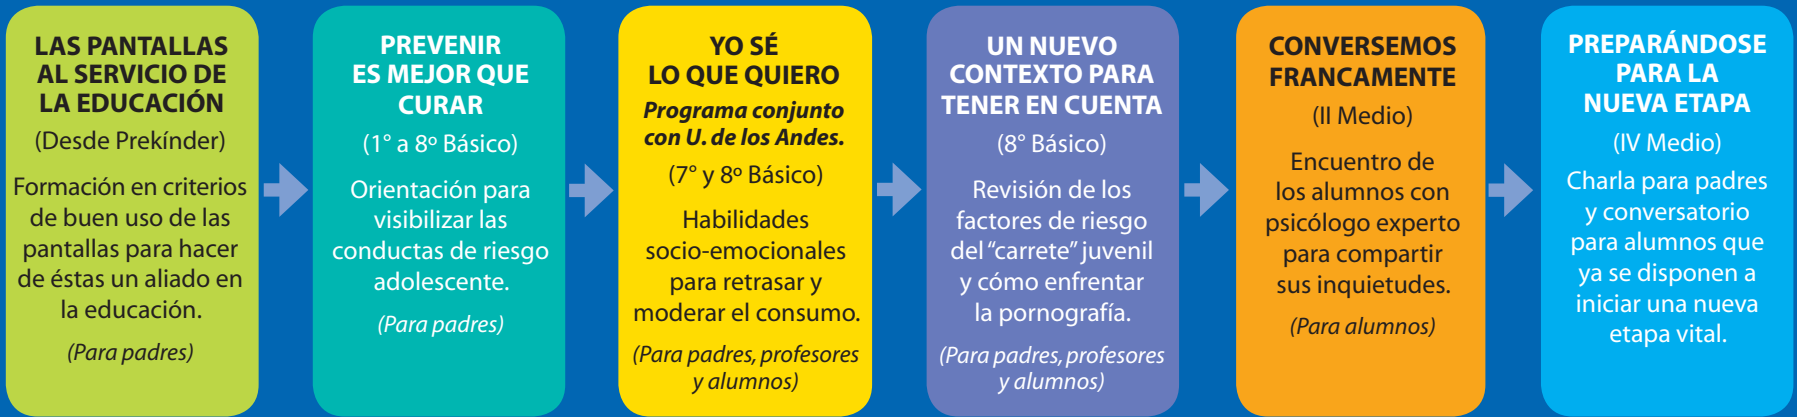 LAS PANTALLAS
AL SERVICIO DE
LA EDUCACIÓN
(Desde Prekínder)
Formación en criterios
de buen uso de las
pantallas para hacer
de éstas un aliado en
la educación.
(Para padres)
PREVENIR
ES MEJOR QUE
CURAR
(1° a 8º Básico)
Orientación para
visibilizar las
conductas de riesgo
adolescente.
(Para padres)
YO SÉ
LO QUE QUIERO
Programa conjunto
con U. de los Andes.
(7° y 8º Básico)
Habilidades
socio-emocionales
para retrasar y
moderar el consumo.
(Para padres, profesores
y alumnos)
UN NUEVO
CONTEXTO PARA
TENER EN CUENTA
(8° Básico)
Revisión de los
factores de riesgo
del “carrete” juvenil
y cómo enfrentar
la pornografía.
(Para padres, profesores
y alumnos)
CONVERSEMOS
FRANCAMENTE
(II Medio)
Encuentro de
los alumnos con
psicólogo experto
para compartir
sus inquietudes.
(Para alumnos)
PREPARÁNDOSE
PARA LA
NUEVA ETAPA
(IV Medio)
Charla para padres
y conversatorio
para alumnos que
ya se disponen a
iniciar una nueva
etapa vital.